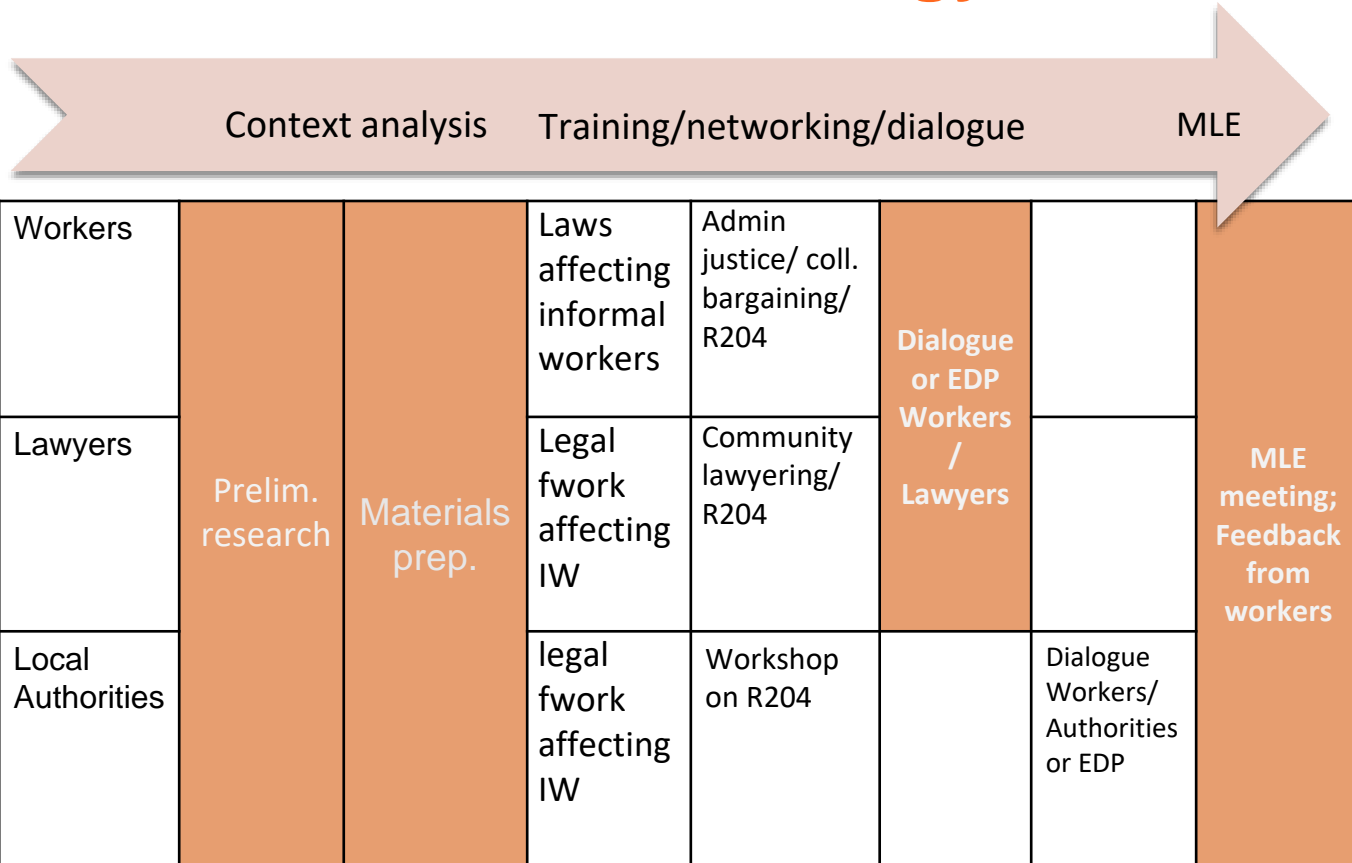 Context analysis
Training/networking/dialogue
MLE
Workers
Prelim.
research
Materials
prep.
Laws
affecting
informal
workers
Admin
justice/ coll.
bargaining/
R204
Dialogue
or EDP
Workers
/
Lawyers
MLE
meeting;
Feedback
from
workers
Lawyers
Legal
fwork
affecting
IW
Community
lawyering/
R204
Local
Authorities
legal
fwork
affecting
IW
Workshop
on R204
Dialogue
Workers/
Authorities
or EDP